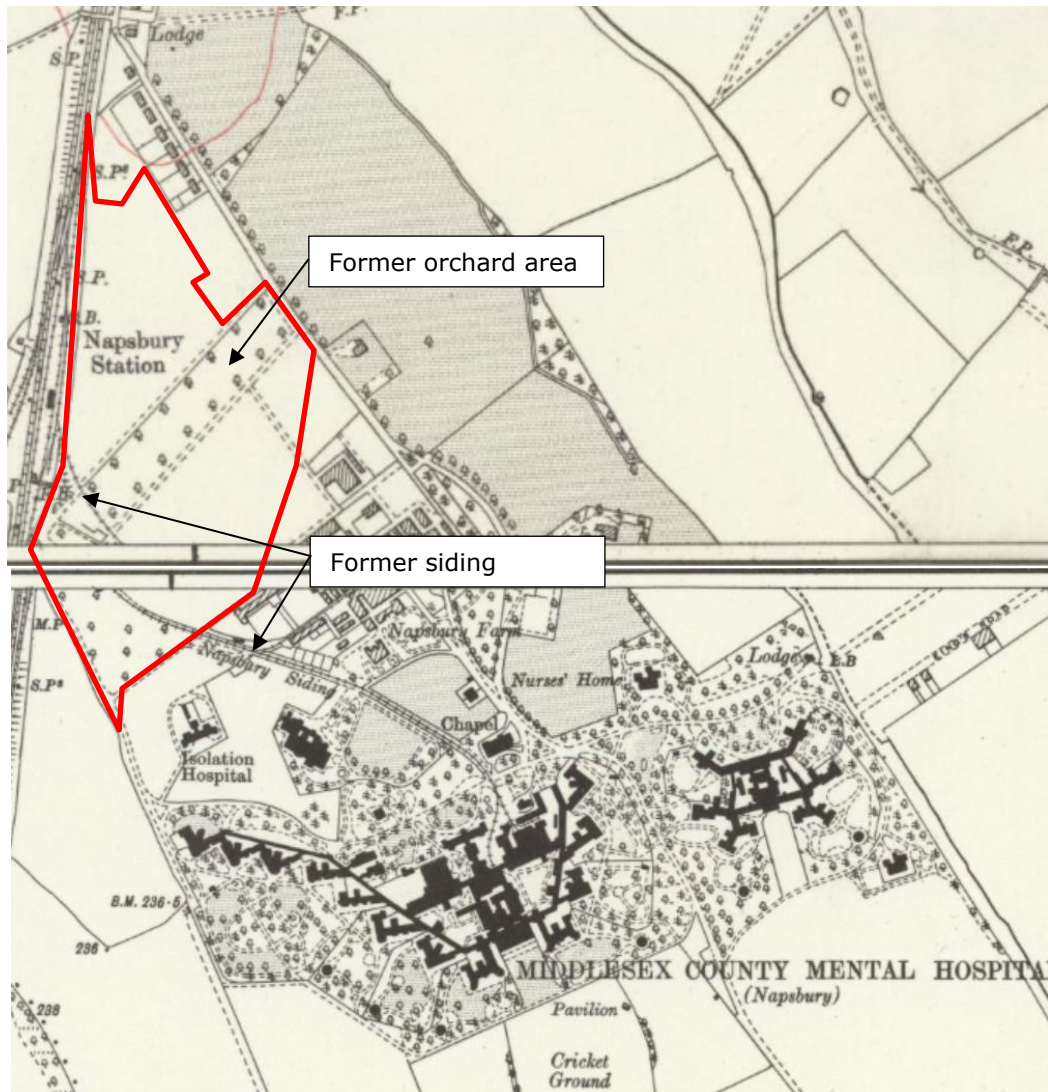 Lodge
F.P.
S.P.
S.P.s
Former orchard area
F.P.
S.P.
S.B.
Napsbury
Station
Former siding
M.P
Napsbury Siding
Napsbury Farm
S.P.s
Nurses' Home
Lodge
L.B
Chapel
Isolation
Hospital
B.M. 236·5
236
MIDDLESEX COUNTY MENTAL HOSPITAL
(Napsbury)
238
Pavilion
Cricket
Ground